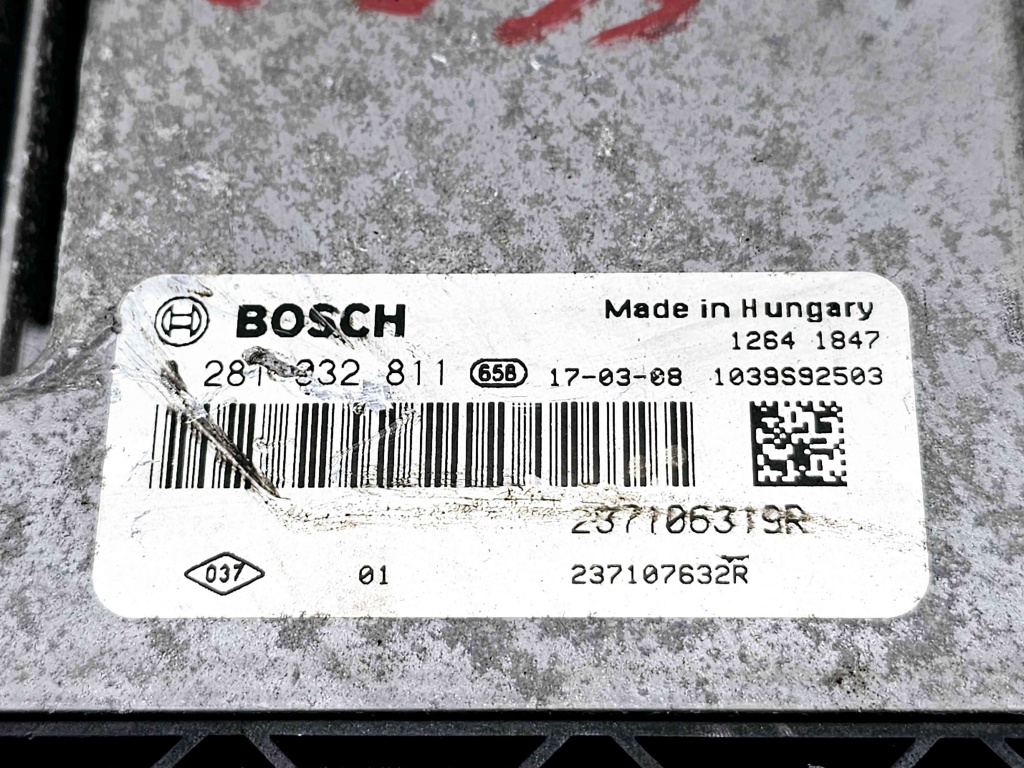 BOSCH Made in Hungary
1264 1847
811 658 17-03-08 1039S92503
237106319R
037 01 237107632R